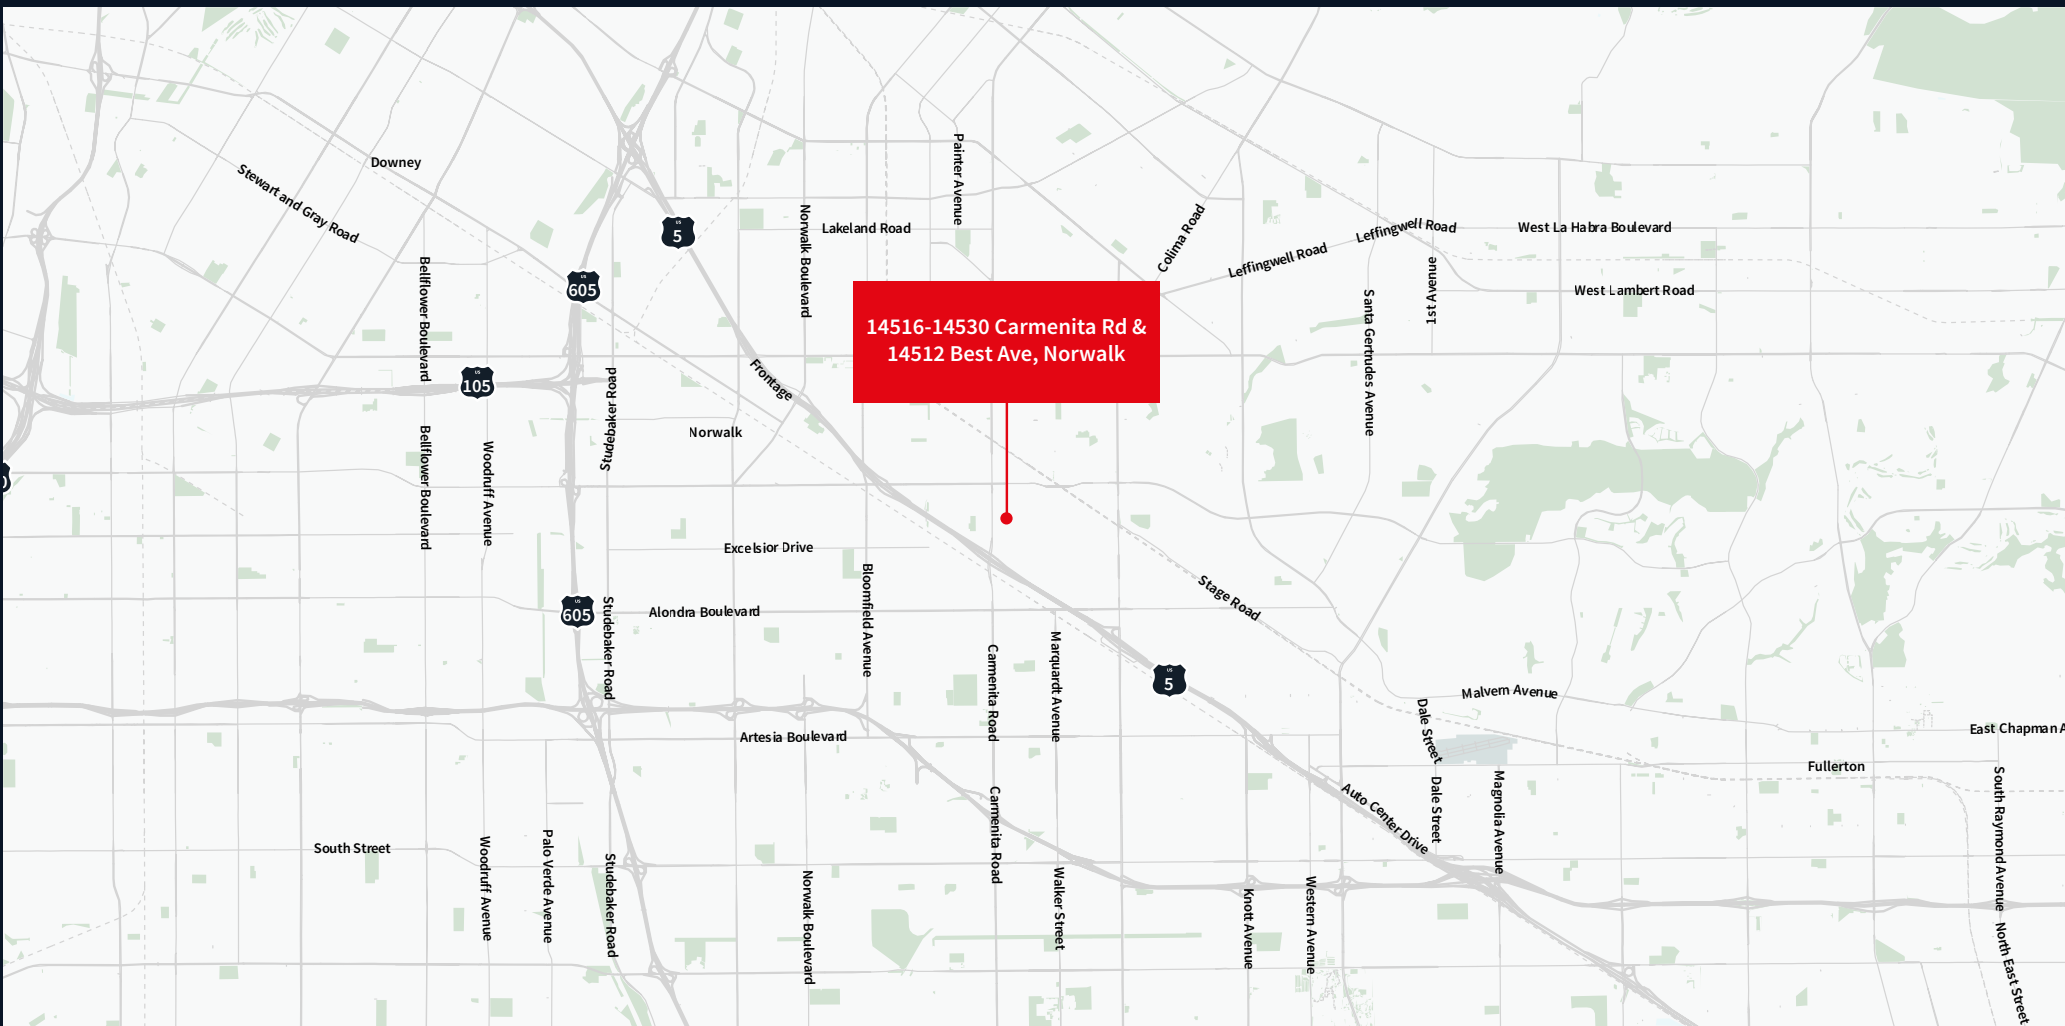 Downey
Stewart and Gray Road
Painter Avenue
Norwalk Boulevard
Lakeland Road
US
5
Colima Road
Leffingwell Road
Leffingwell Road
West La Habra Boulevard
Bellflower Boulevard
US
605
1st Avenue
West Lambert Road
Santa Gertrudes Avenue
14516-14530 Carmenita Rd &
14512 Best Ave, Norwalk
US
105
Frontage
Studebaker Road
Norwalk
Bellflower Boulevard
Woodruff Avenue
Excelsior Drive
Bloomfield Avenue
Stage Road
US
605
Studebaker Road
Alondra Boulevard
Carmenita Road
Marquardt Avenue
US
5
Malvern Avenue
Dale Street
Artesia Boulevard
East Chapman A
Fullerton
Carmenita Road
Auto Center Drive
Dale Street
Magnolia Avenue
South Raymond Avenue
South Street
Woodruff Avenue
Palo Verde Avenue
Studebaker Road
Norwalk Boulevard
Walker Street
Knott Avenue
Western Avenue
North East Street